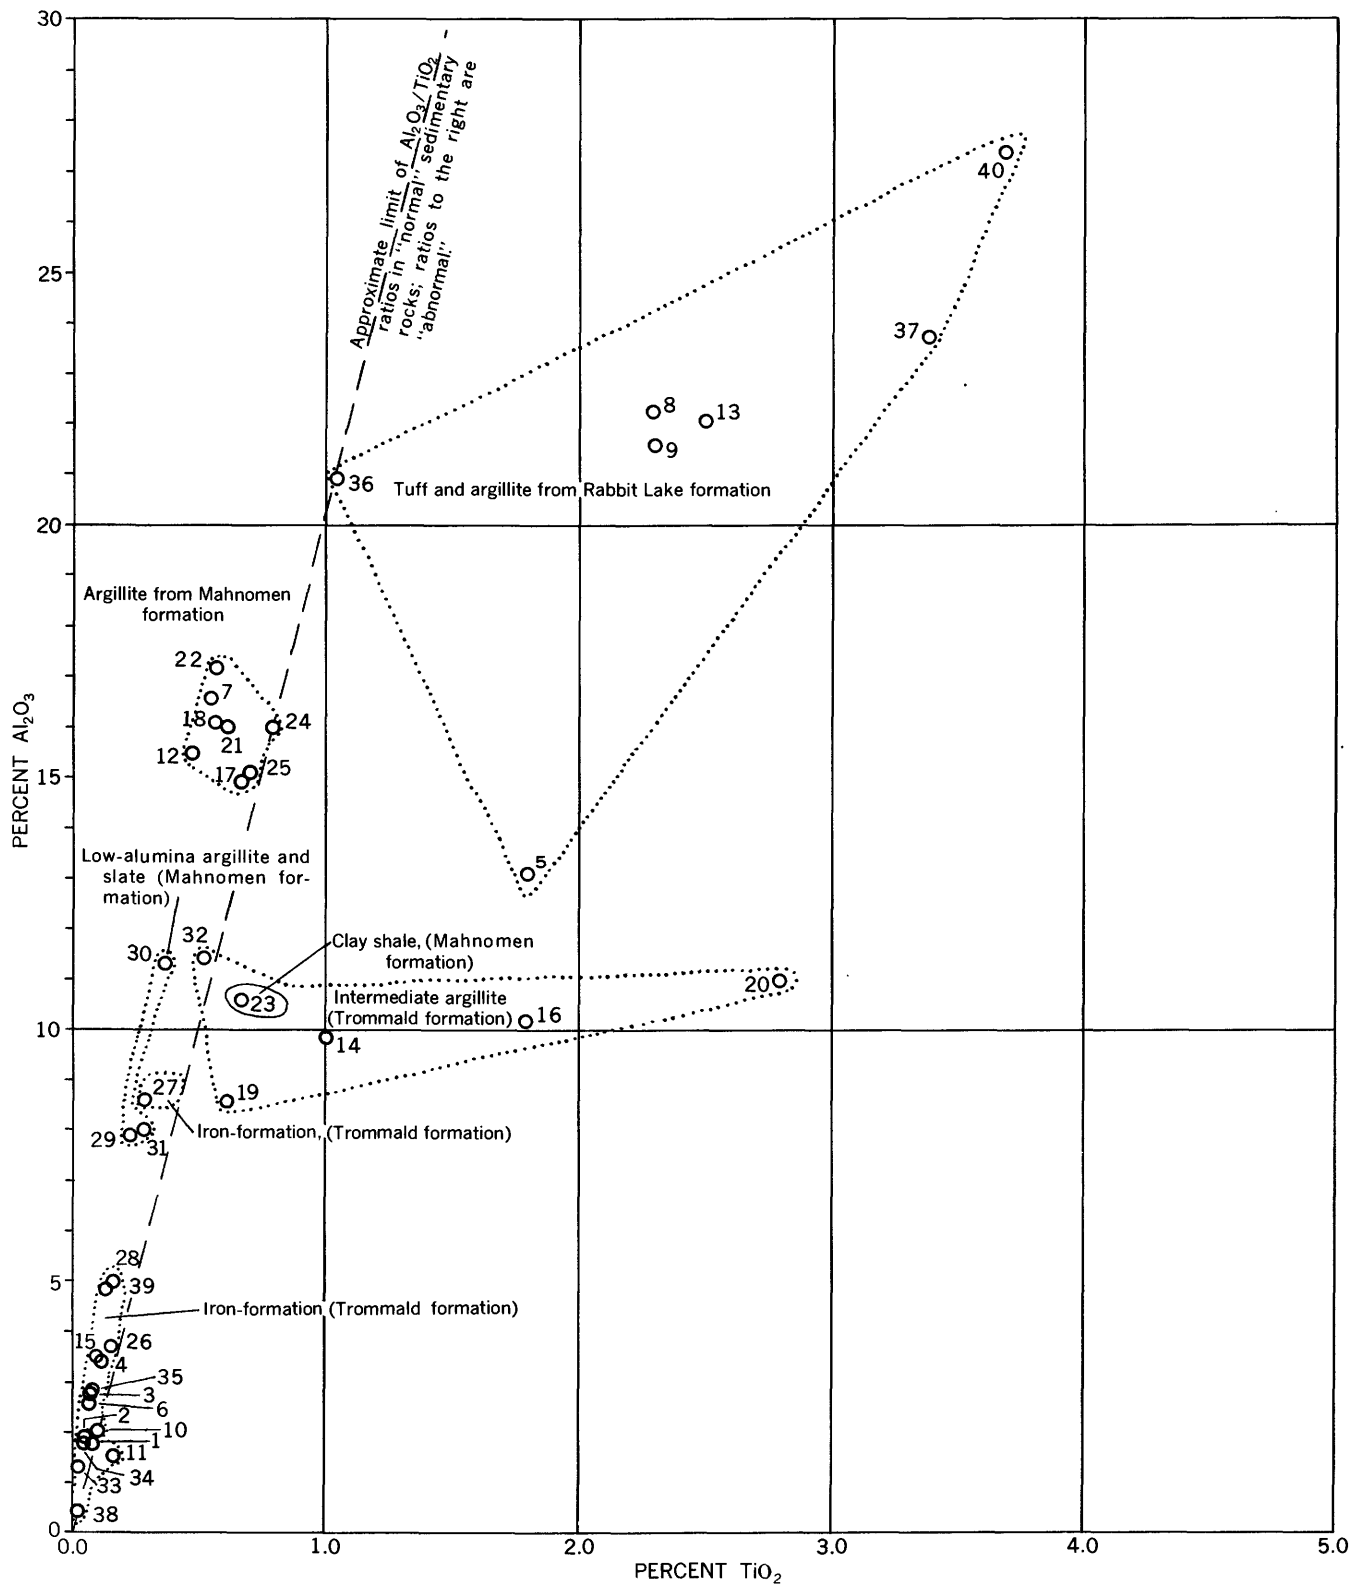 30
Approximate limit of Al₂O₃/TiO₂
ratios in "normal" sedimentary
rocks; ratios to the right are
"abnormal."
40
25
37
8
13
9
36
Tuff and argillite from Rabbit Lake formation
20
Argillite from Mahnomen
formation
22
7
18
24
21
12
25
17
15
PERCENT Al₂O₃
Low-alumina argillite and
slate (Mahnomen for-
mation)
5
32
30
Clay shale, (Mahnomen
formation)
20
23
Intermediate argillite
(Trommald formation)
16
10
14
27
19
Iron-formation, (Trommald formation)
29
31
28
5
39
Iron-formation (Trommald formation)
15
26
4
35
3
6
2
10
1
11
34
33
38
0
0.0
1.0
2.0
3.0
4.0
5.0
PERCENT TiO₂